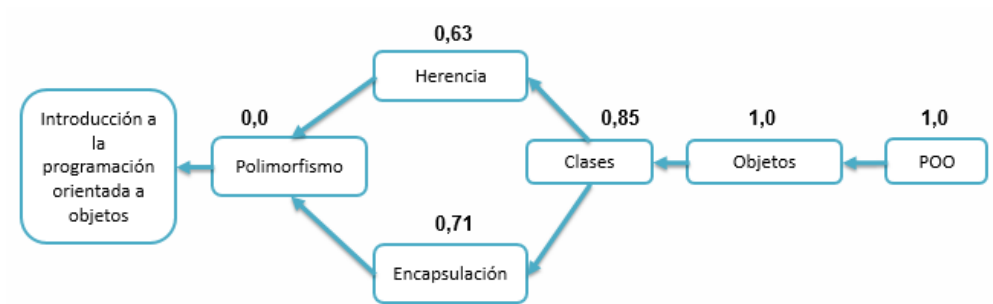 0,63
Herencia
Introducción a
la
programación
orientada a
objetos
0,0
Polimorfismo
0,85
Clases
1,0
Objetos
1,0
POO
0,71
Encapsulación